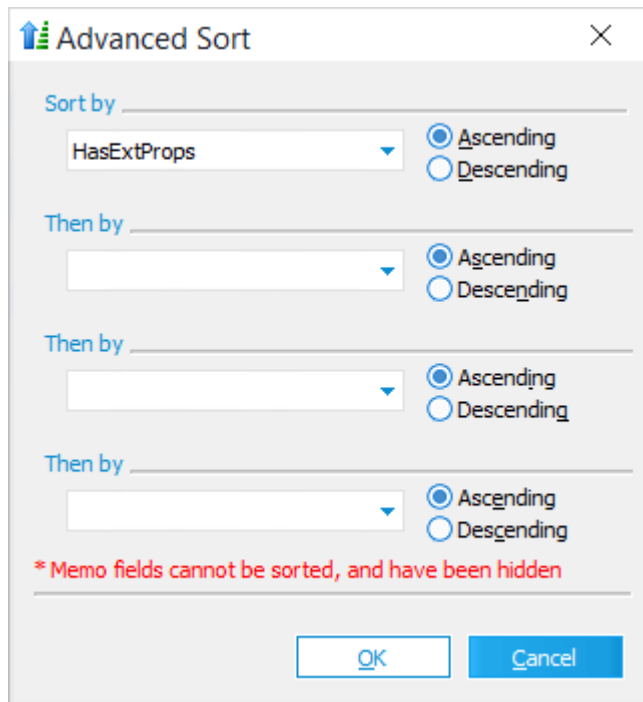 Advanced Sort
Sort by
HasExtProps
Ascending
Descending
Then by
Ascending
Descending
Then by
Ascending
Descending
Then by
Ascending
Descending
* Memo fields cannot be sorted, and have been hidden
OK
Cancel